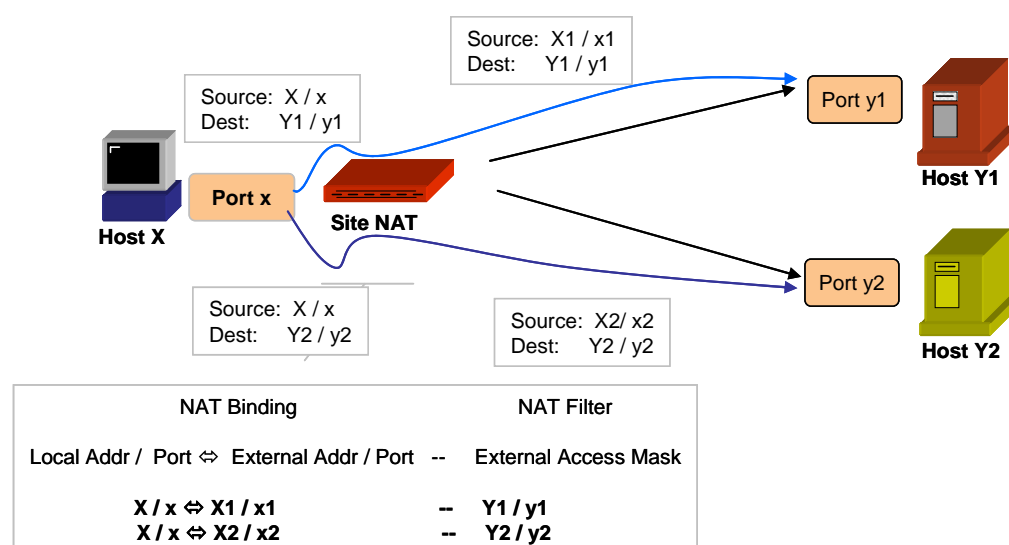 Source: X1 / x1
Dest: Y1 / y1
Source: X / x
Dest: Y1 / y1
Port y1
Host Y1
Port x
Host X
Site NAT
Port y2
Host Y2
Source: X / x
Dest: Y2 / y2
Source: X2/ x2
Dest: Y2 / y2
NAT Binding NAT Filter
Local Addr / Port ⇔ External Addr / Port -- External Access Mask
X / x ⇔ X1 / x1 -- Y1 / y1
X / x ⇔ X2 / x2 -- Y2 / y2